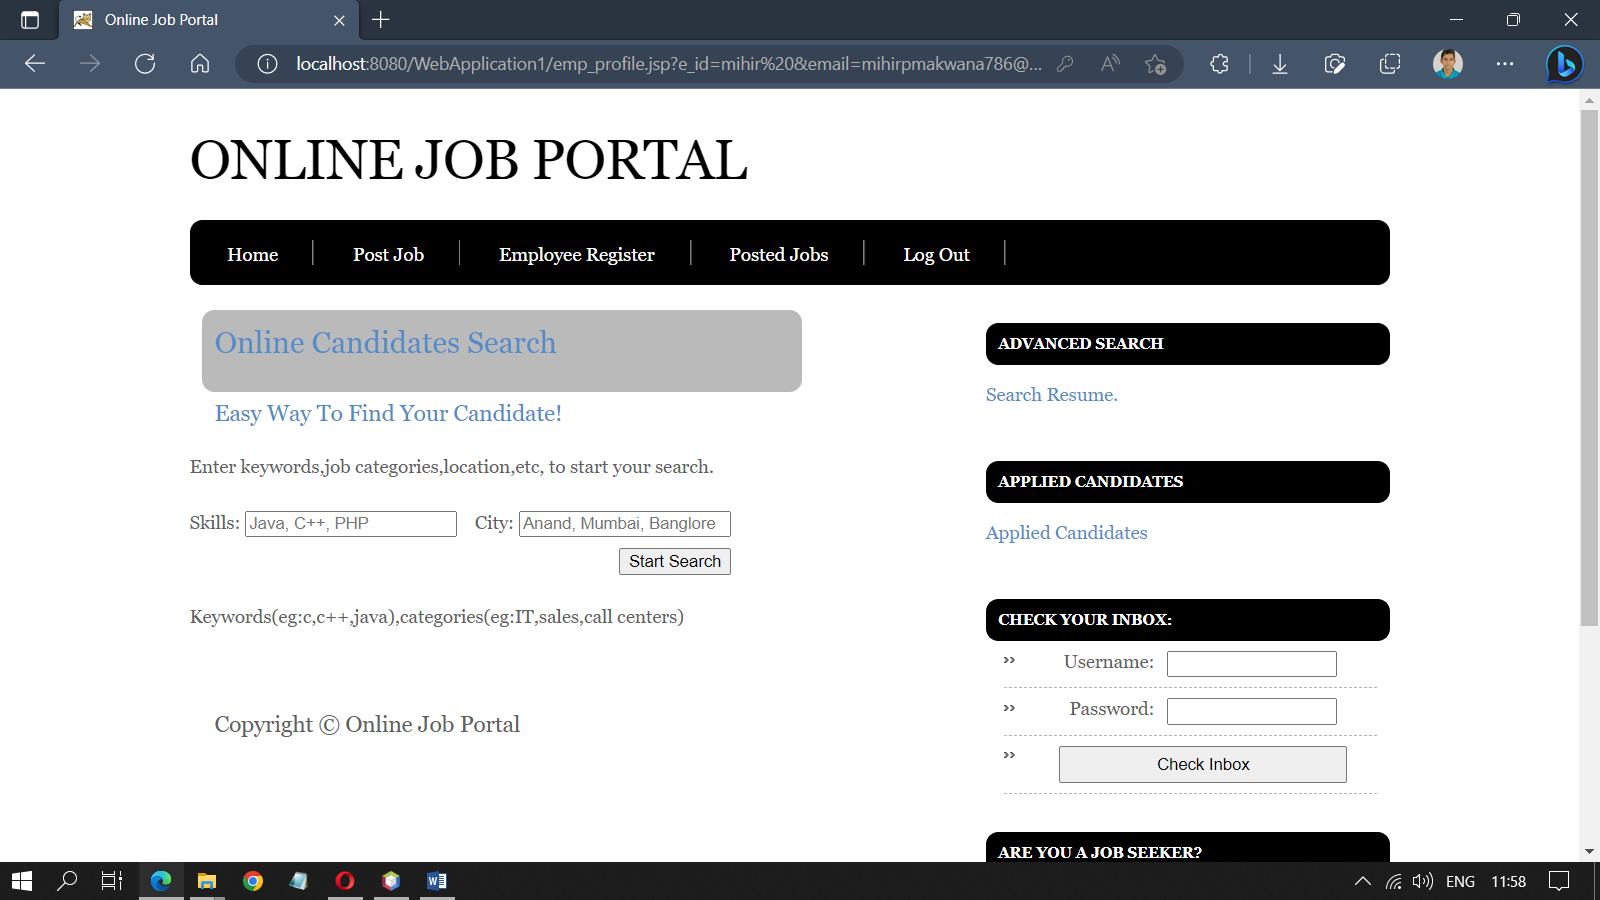 Online Job Portal
localhost:8080/WebApplication1/emp_profile.jsp?e_id=mihir%208&email=mihirpmakwana786@...
ONLINE JOB PORTAL
Home
Post Job
Employee Register
Posted Jobs
Log Out
Online Candidates Search
Easy Way To Find Your Candidate!
Enter keywords,job categories,location,etc, to start your search.
Skills: Java, C++, PHP City: Anand, Mumbai, Banglore
Start Search
Keywords(eg:c,c++,java),categories(eg:IT,sales,call centers)
Copyright © Online Job Portal
ADVANCED SEARCH
Search Resume.
APPLIED CANDIDATES
Applied Candidates
CHECK YOUR INBOX:
Username:
Password:
Check Inbox
ARE YOU A JOB SEEKER?
ENG 11:58